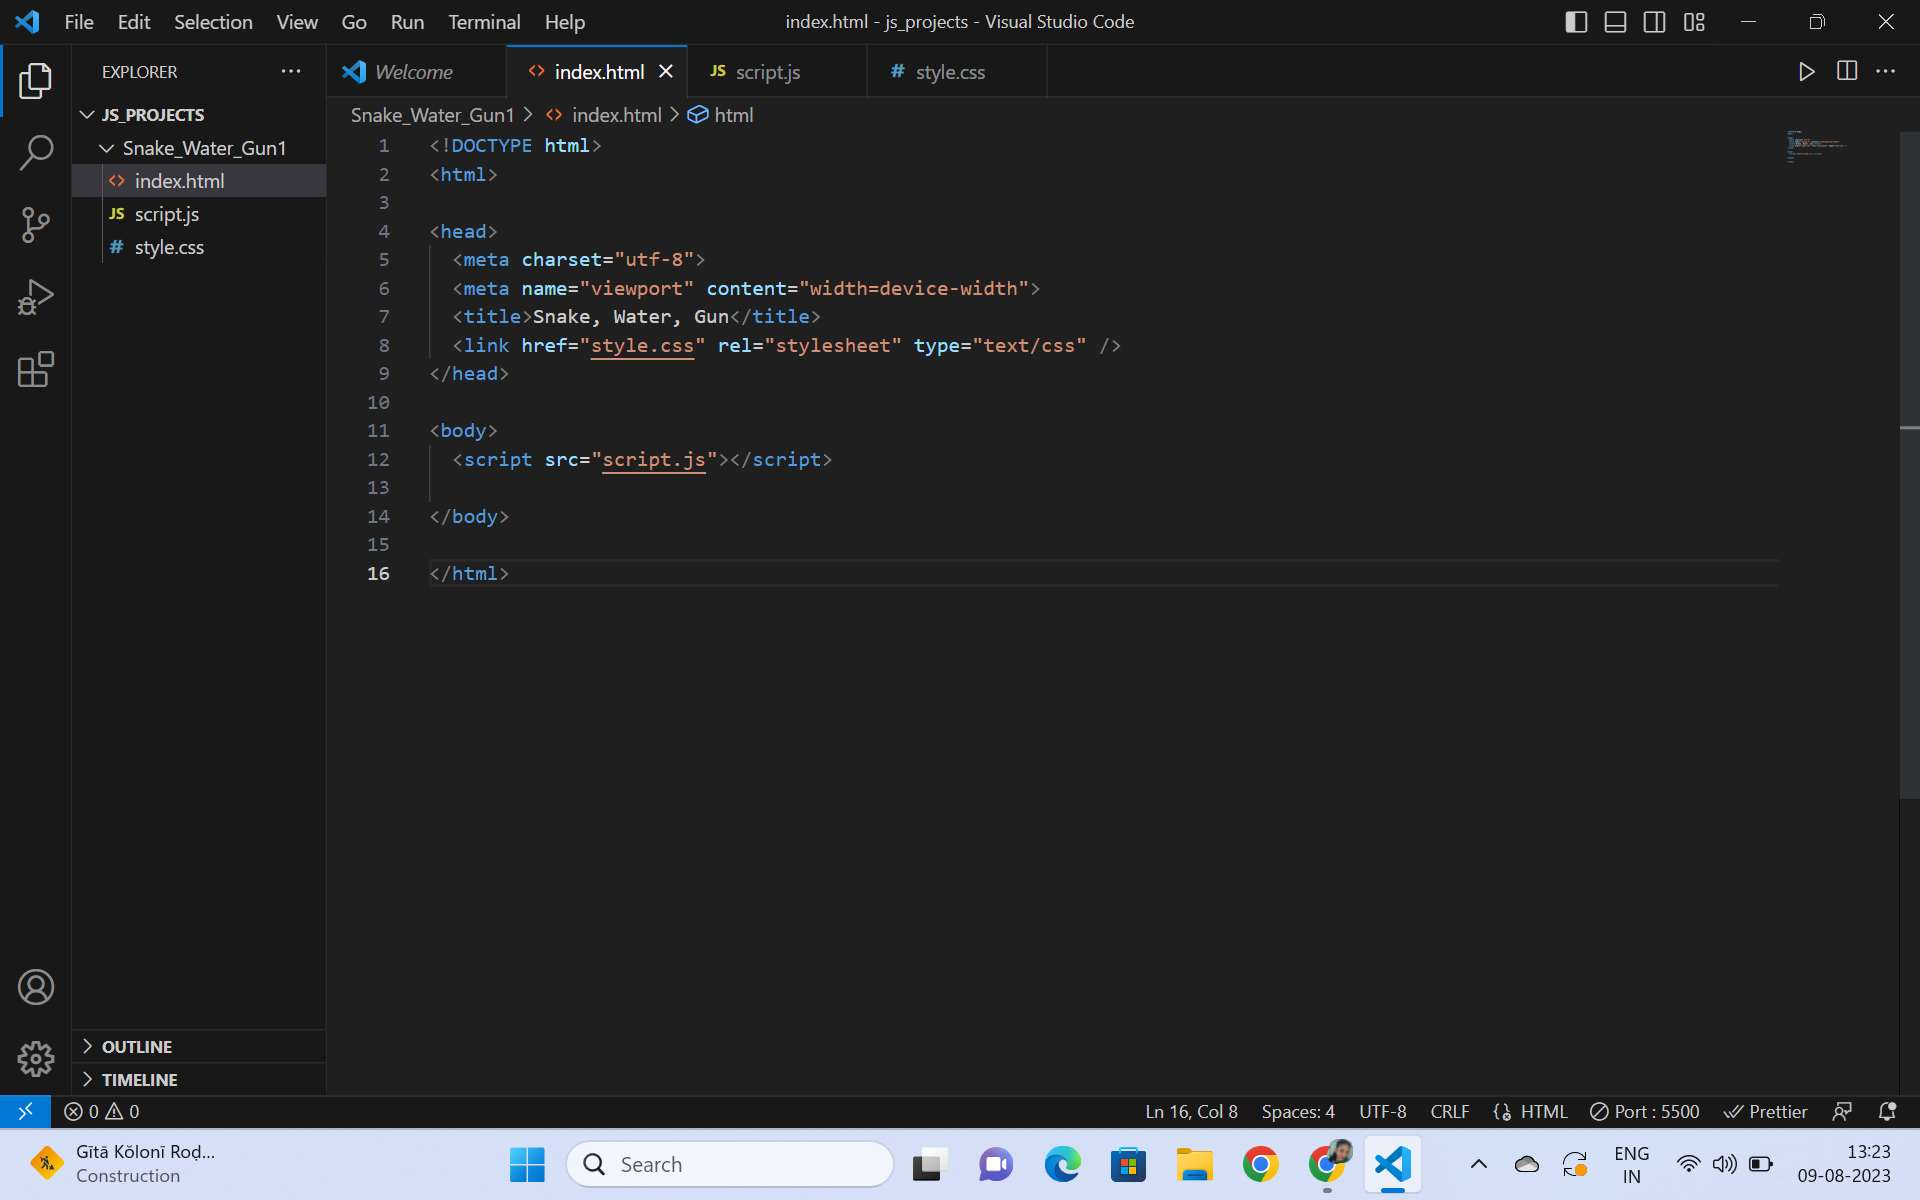 File Edit Selection View Go Run Terminal Help index.html - js_projects - Visual Studio Code
EXPLORER
JS_PROJECTS
Snake_Water_Gun1
index.html
script.js
style.css
OUTLINE
TIMELINE
Welcome index.html JS script.js # style.css
Snake_Water_Gun1 > index.html > html
1 <!DOCTYPE html>
2 <html>
3
4 <head>
5 <meta charset="utf-8">
6 <meta name="viewport" content="width=device-width">
7 <title>Snake, Water, Gun</title>
8 <link href="style.css" rel="stylesheet" type="text/css" />
9 </head>
10
11 <body>
12 <script src="script.js"></script>
13
14 </body>
15
16 </html>
0 0 Ln 16, Col 8 Spaces: 4 UTF-8 CRLF HTML Port : 5500 Prettier
Gītā Kŏlonī Roḍ...
Construction
Search
ENG
IN
13:23
09-08-2023